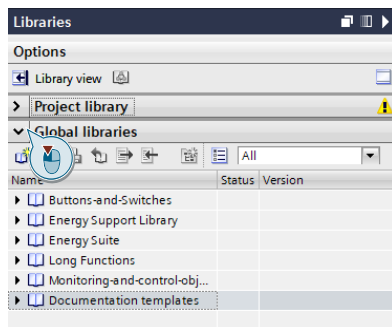 Libraries
Options
Library view
Project library
Global libraries
All
Name Status Version
Buttons-and-Switches
Energy Support Library
Energy Suite
Long Functions
Monitoring-and-control-obj...
Documentation templates